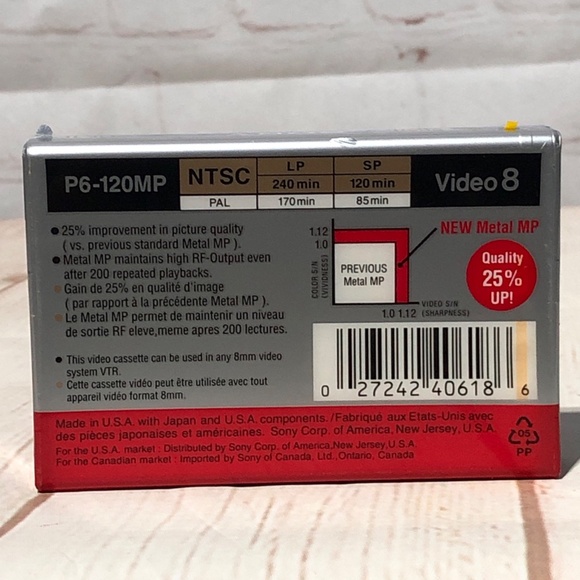 P6-120MP
NTSC LP SP
240 min 120 min
PAL 170 min 85 min
Video 8
● 25% improvement in picture quality
( vs. previous standard Metal MP ).
● Metal MP maintains high RF-Output even
after 200 repeated playbacks.
● Gain de 25% en qualité d'image
( par rapport à la précédente Metal MP ).
● Le Metal MP permet de maintenir un niveau
de sortie RF eleve,meme apres 200 lectures.
● This video cassette can be used in any 8mm video
system VTR.
● Cette cassette vidéo peut être utilisée avec tout
appareil vidéo format 8mm.
1.12
1.0
COLOR S/N
(VIVIDNESS)
PREVIOUS
Metal MP
NEW Metal MP
VIDEO S/N
1.0 1.12 (SHARPNESS)
Quality
25%
UP!
0 27242 40618 6
Made in U.S.A. with Japan and U.S.A. components. /Fabriqué aux Etats-Unis avec
des pièces japonaises et américaines. Sony Corp. of America, New Jersey, U.S.A.
For the U.S.A. market : Distributed by Sony Corp. of America,New Jersey,U.S.A.
For the Canadian market : Imported by Sony of Canada, Ltd.,Ontario, Canada
05
PP